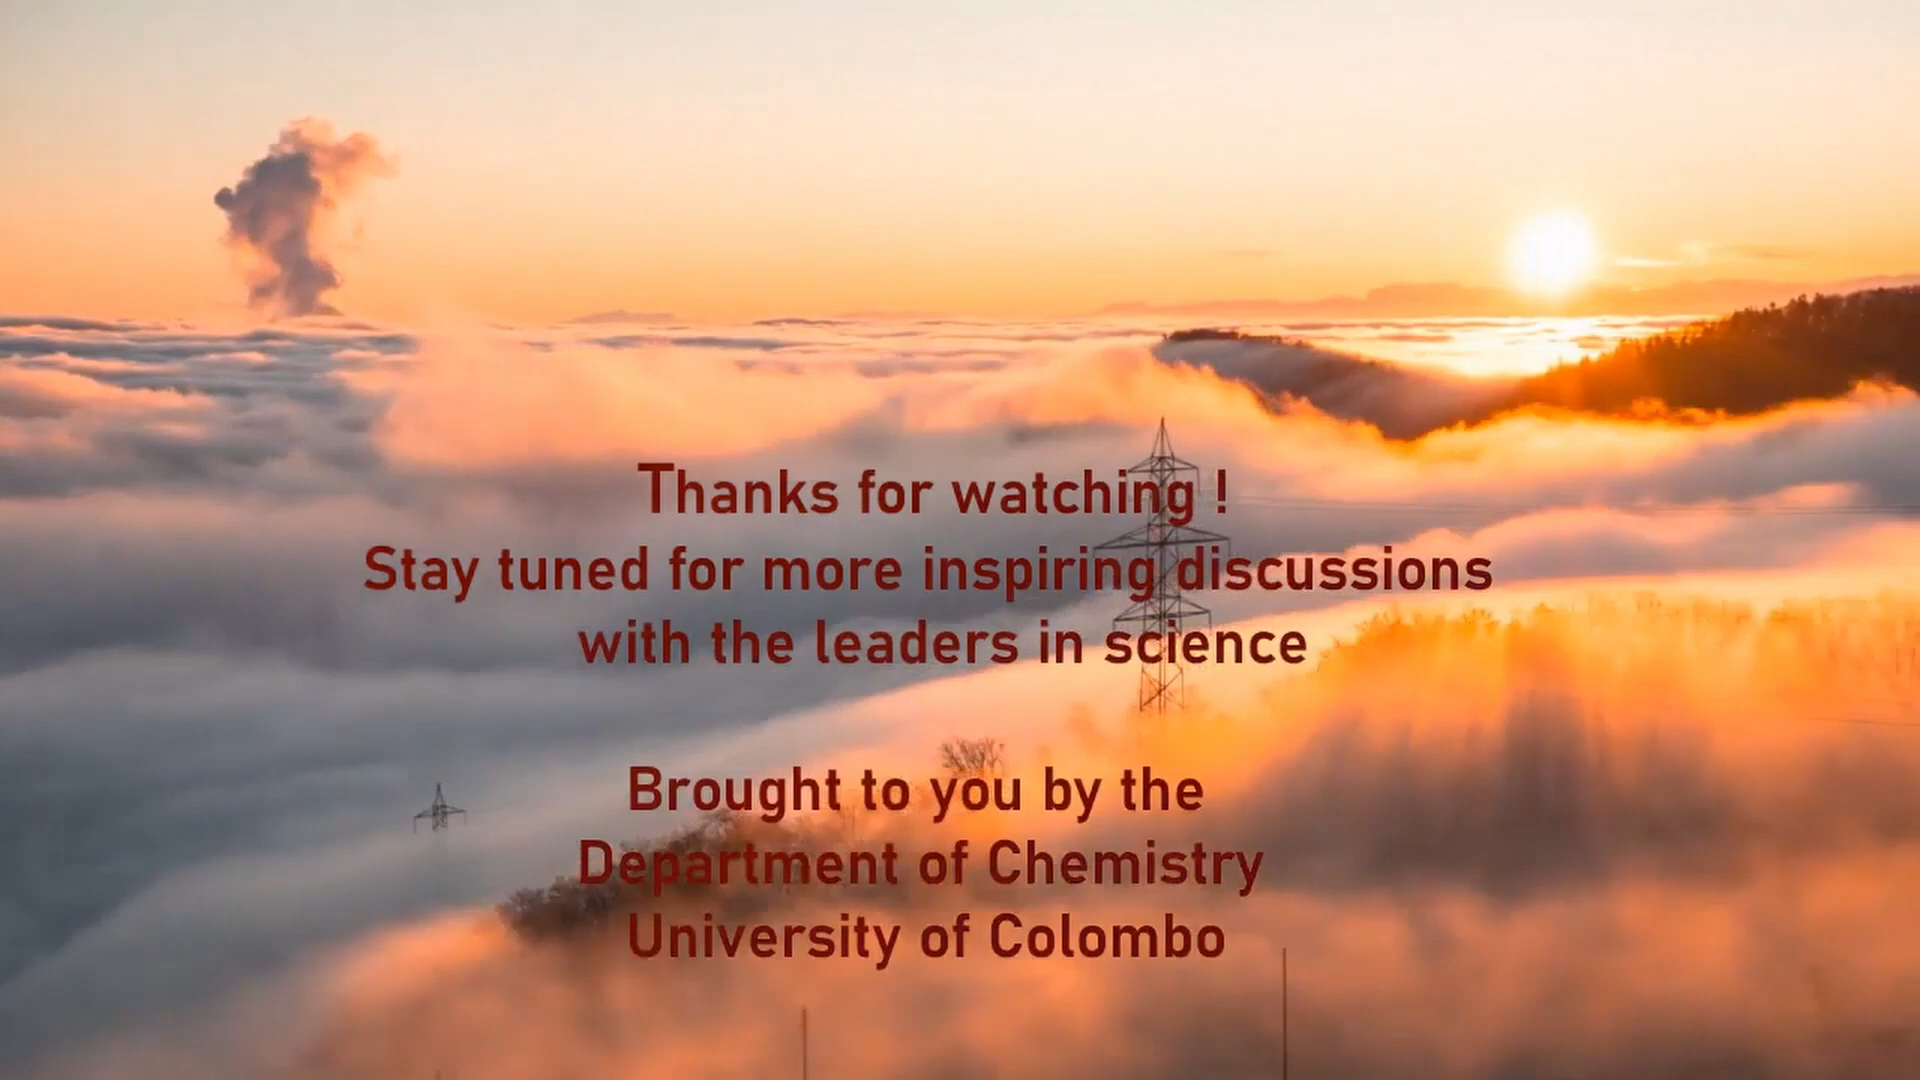 Thanks for watching !
Stay tuned for more inspiring discussions
with the leaders in science
Brought to you by the
Department of Chemistry
University of Colombo